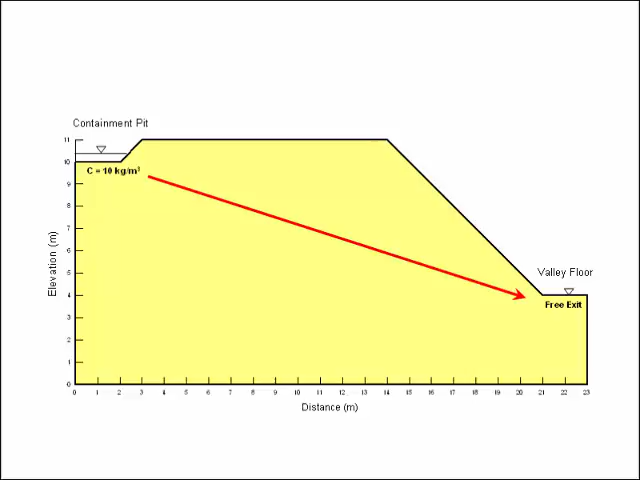 Containment Pit
11
10
C = 10 kg/m³
9
8
7
6
5
4
3
2
1
0
Elevation (m)
Valley Floor
Free Exit
0 1 2 3 4 5 6 7 8 9 10 11 12 13 14 15 16 17 18 19 20 21 22 23
Distance (m)